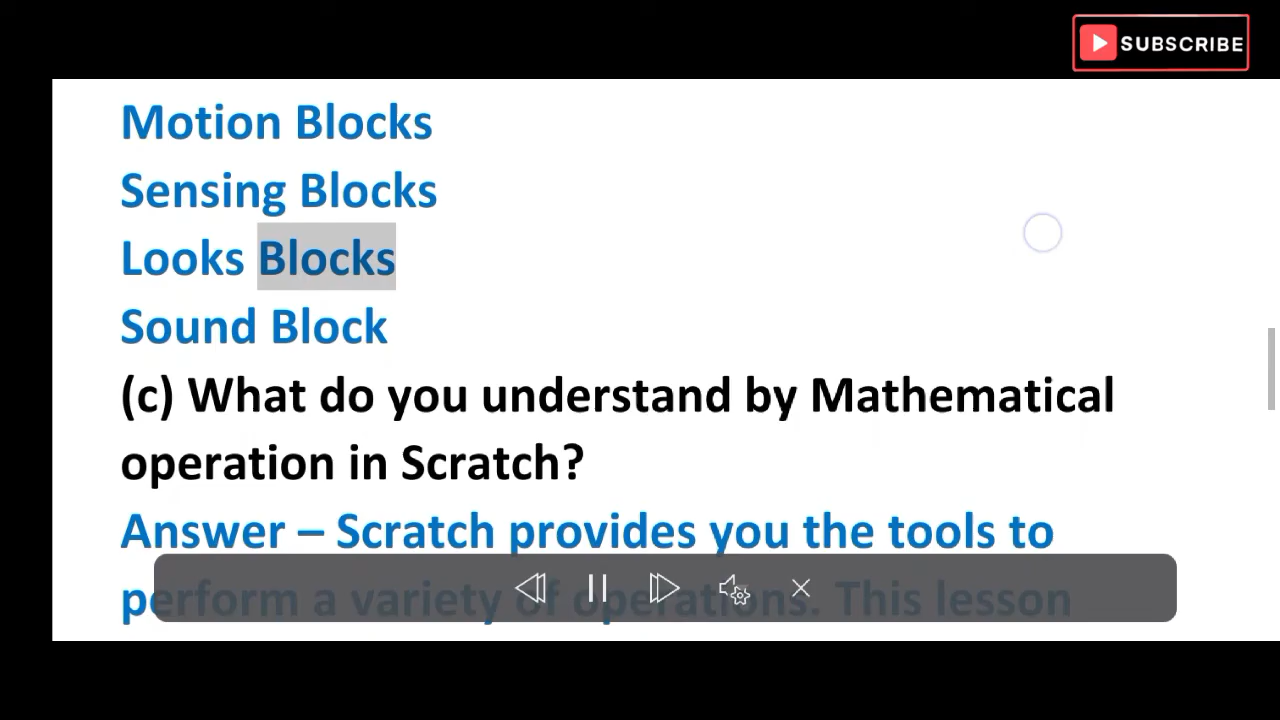 SUBSCRIBE
Motion Blocks
Sensing Blocks
Looks Blocks
Sound Block
(c) What do you understand by Mathematical
operation in Scratch?
Answer – Scratch provides you the tools to
perform a variety of operations. This lesson